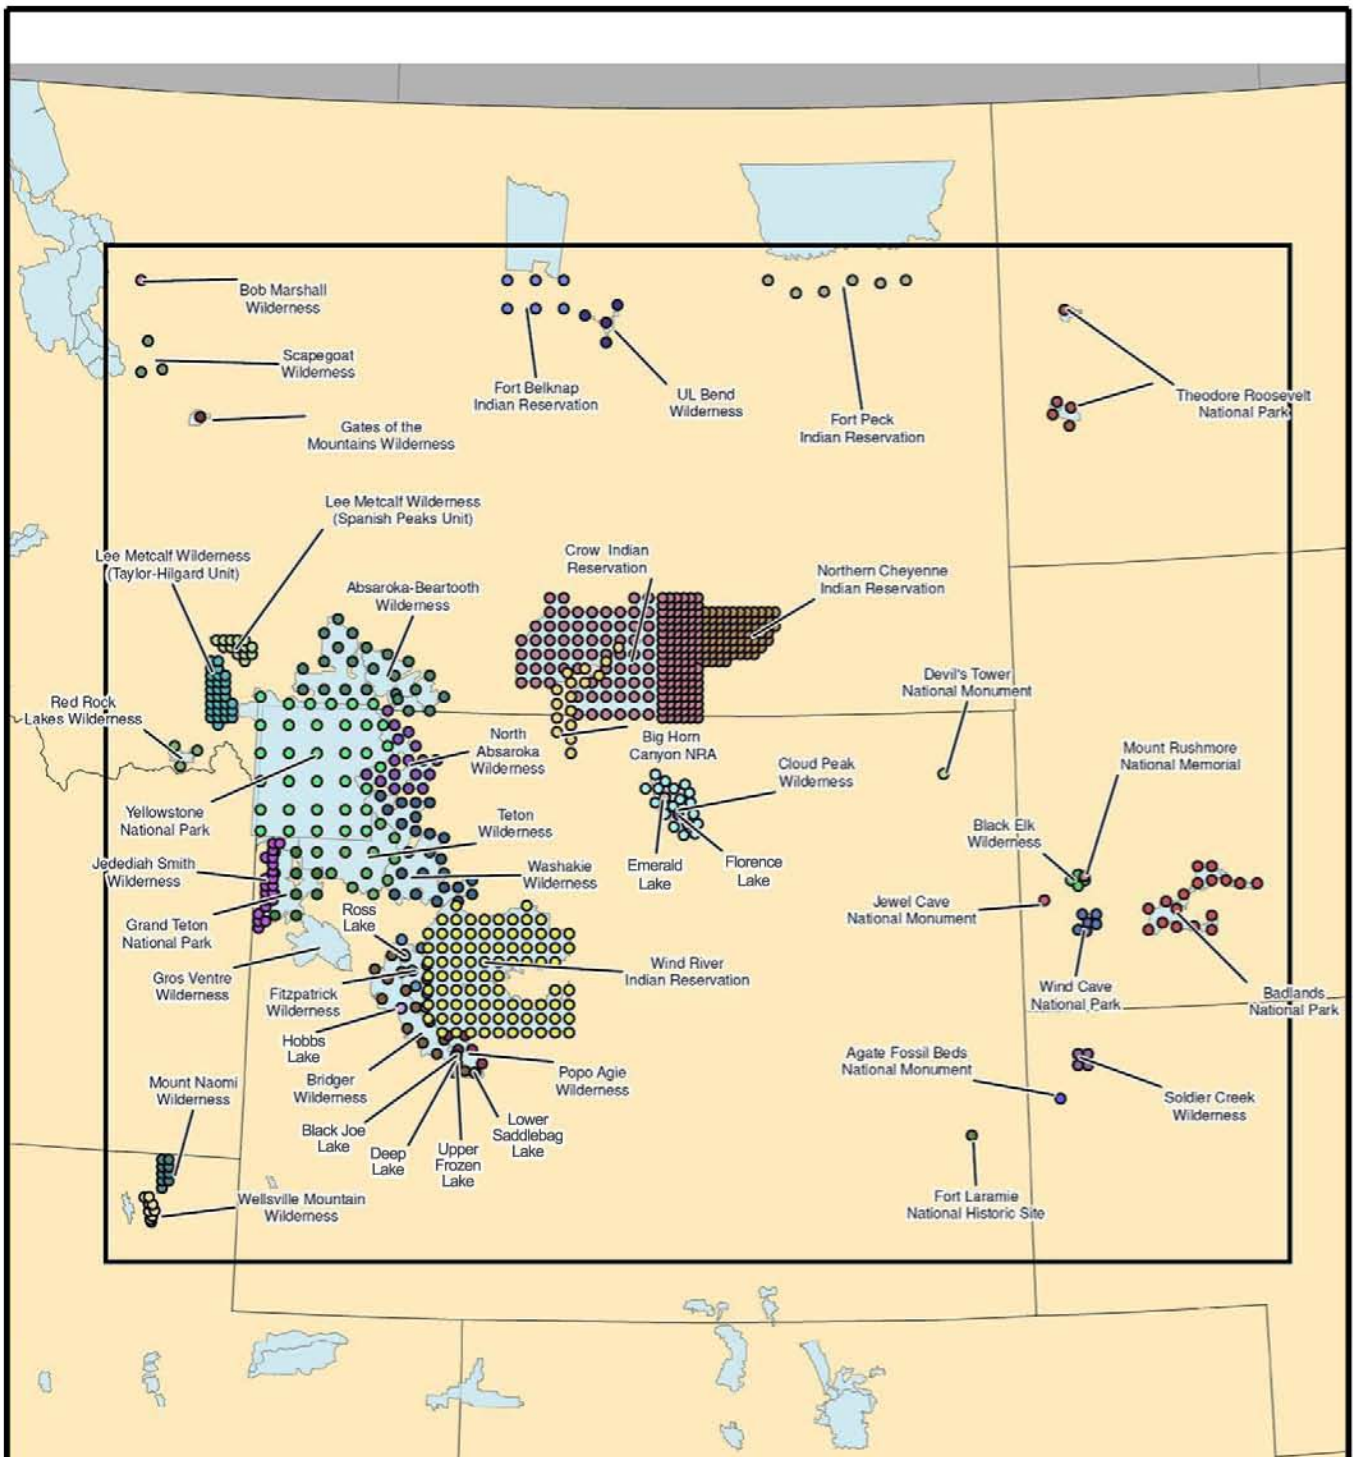 Bob Marshall
Wilderness
Scapegoat
Wilderness
Gates of the
Mountains Wilderness
Fort Belknap
Indian Reservation
UL Bend
Wilderness
Fort Peck
Indian Reservation
Theodore Roosevelt
National Park
Lee Metcalf Wilderness
(Spanish Peaks Unit)
Lee Metcalf Wilderness
(Taylor-Hilgard Unit)
Absaroka-Beartooth
Wilderness
Crow Indian
Reservation
Northern Cheyenne
Indian Reservation
Devil's Tower
National Monument
Red Rock
Lakes Wilderness
North
Absaroka
Wilderness
Big Horn
Canyon NRA
Cloud Peak
Wilderness
Mount Rushmore
National Memorial
Yellowstone
National Park
Teton
Wilderness
Black Elk
Wilderness
Jedediah Smith
Wilderness
Washakie
Wilderness
Emerald
Lake
Florence
Lake
Jewel Cave
National Monument
Grand Teton
National Park
Ross
Lake
Gros Ventre
Wilderness
Fitzpatrick
Wilderness
Wind River
Indian Reservation
Wind Cave
National Park
Badlands
National Park
Hobbs
Lake
Bridger
Wilderness
Popo Agie
Wilderness
Agate Fossil Beds
National Monument
Mount Naomi
Wilderness
Black Joe
Lake
Deep
Lake
Upper
Frozen
Lake
Lower
Saddlebag
Lake
Soldier Creek
Wilderness
Wellsville Mountain
Wilderness
Fort Laramie
National Historic Site